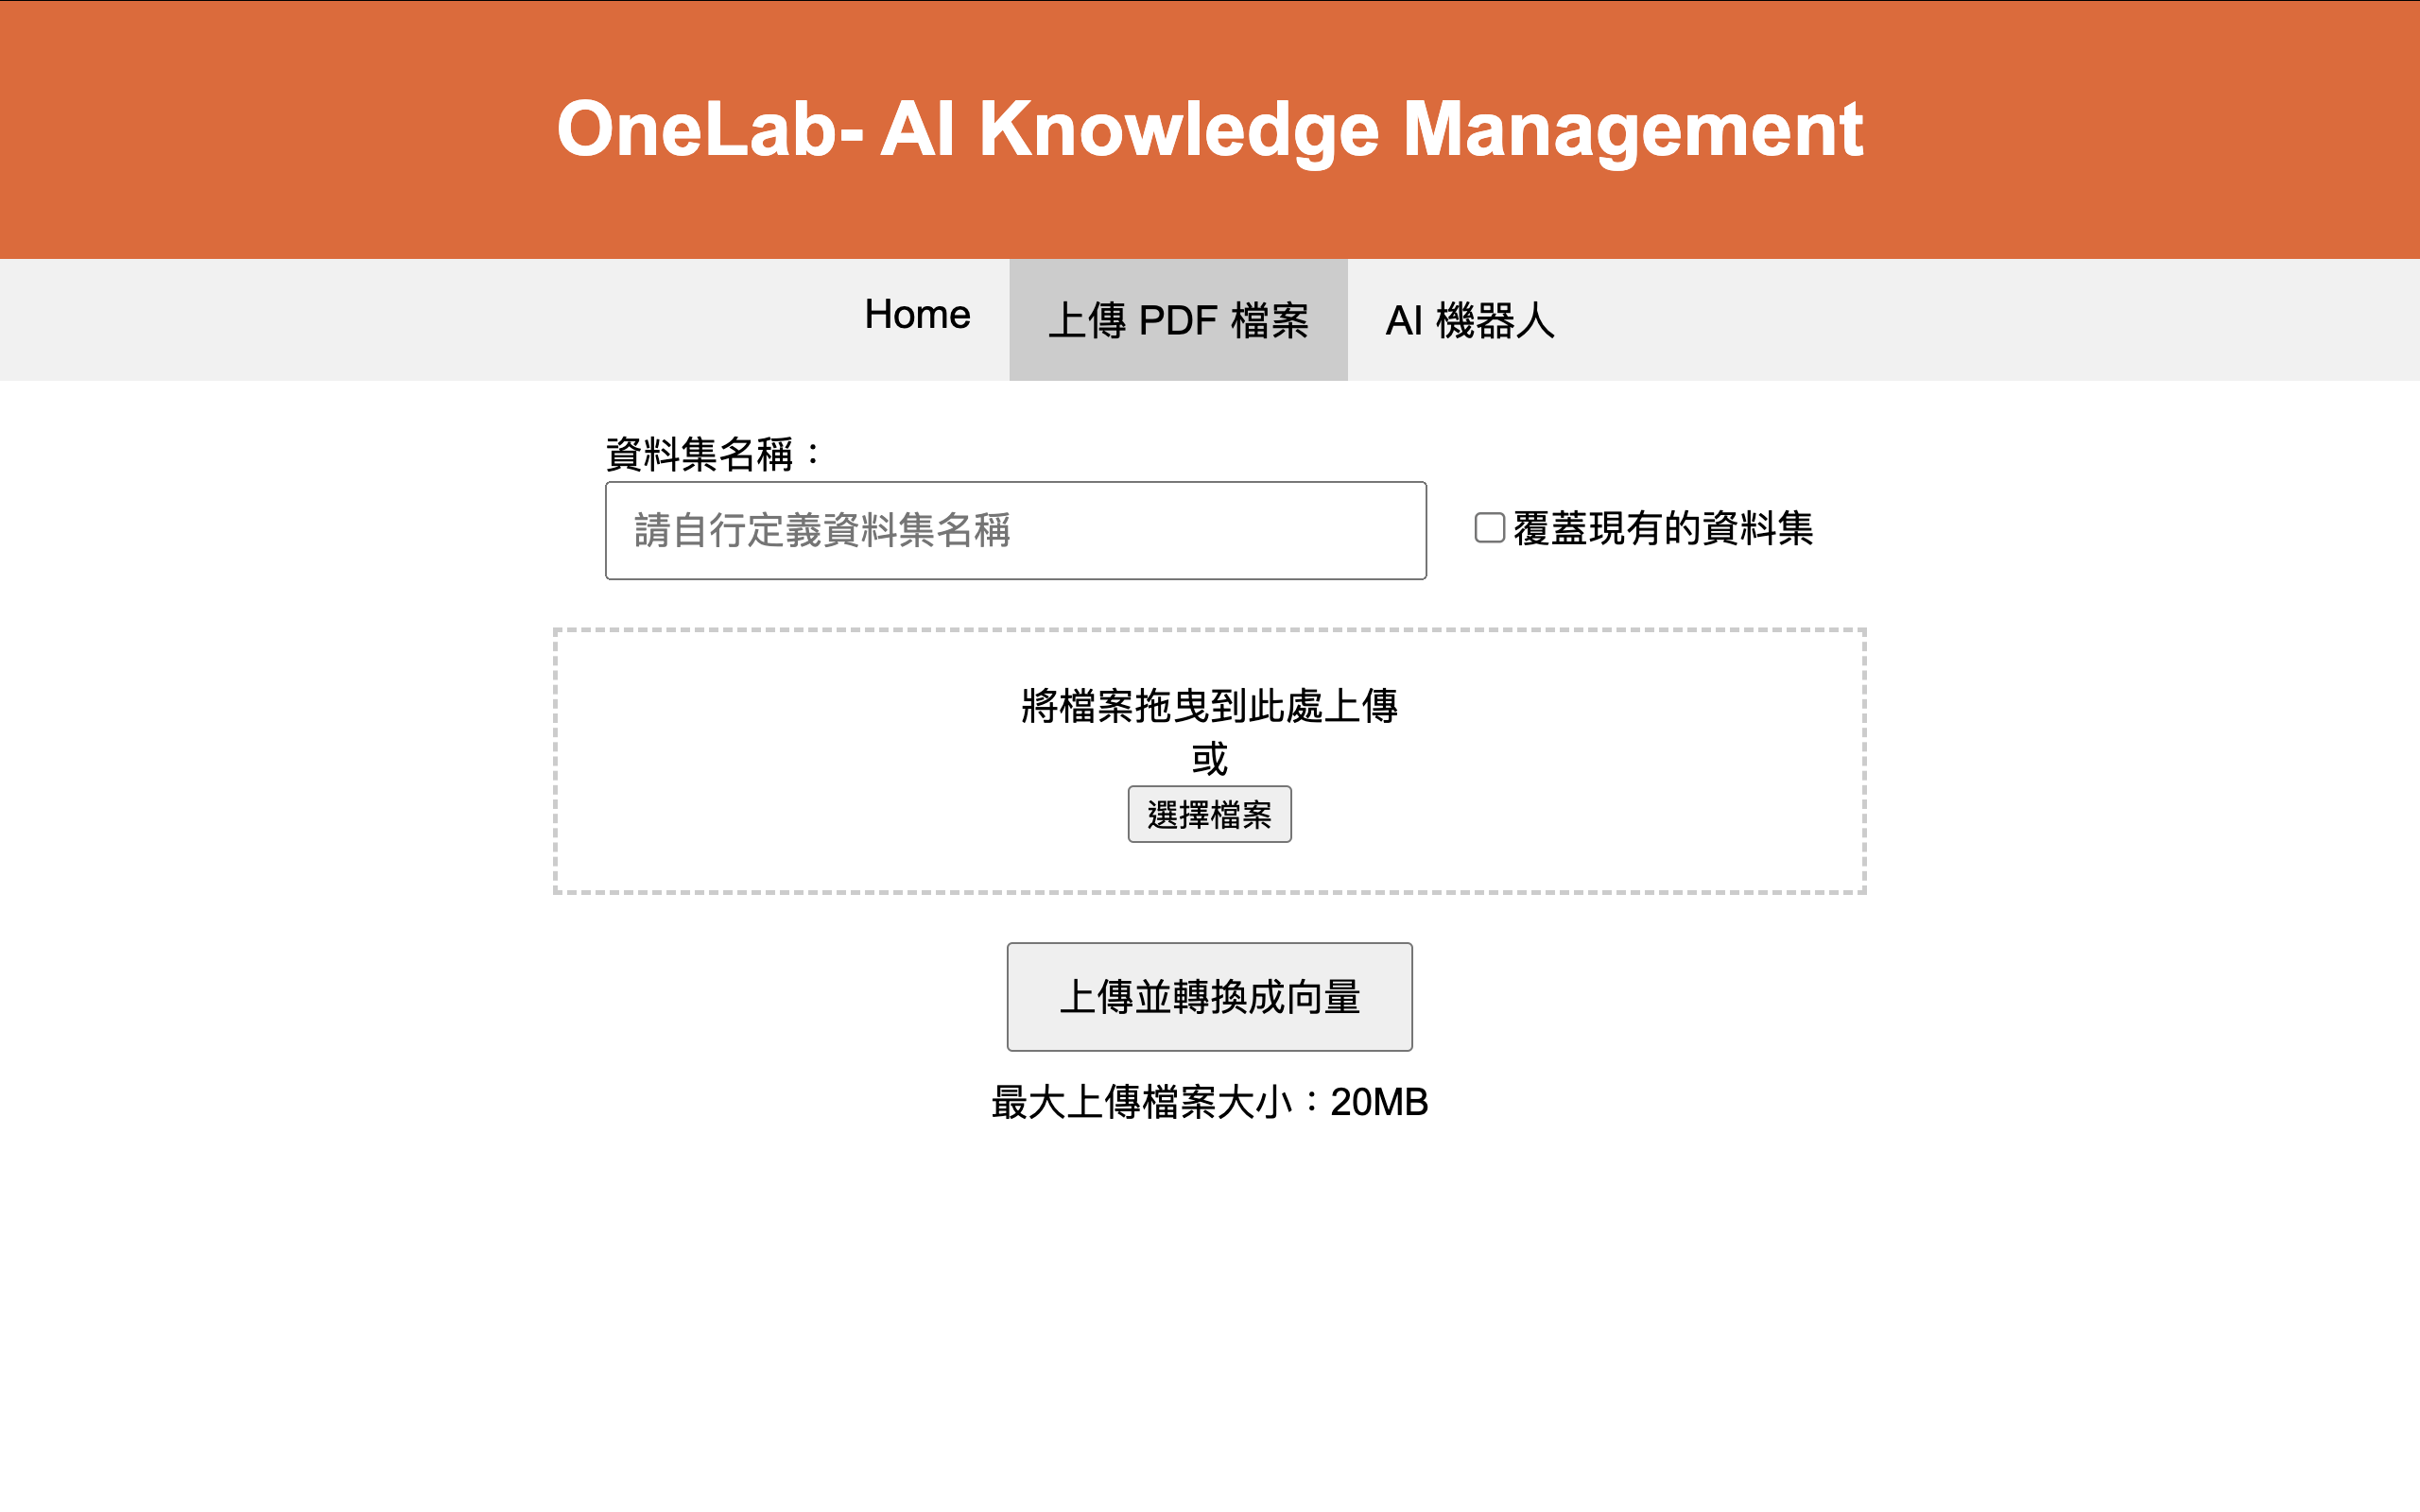 OneLab- AI Knowledge Management
Home 上傳 PDF 檔案 AI 機器人
資料集名稱：
請自行定義資料集名稱 覆蓋現有的資料集
將檔案拖曳到此處上傳
或
選擇檔案
上傳並轉換成向量
最大上傳檔案大小：20MB